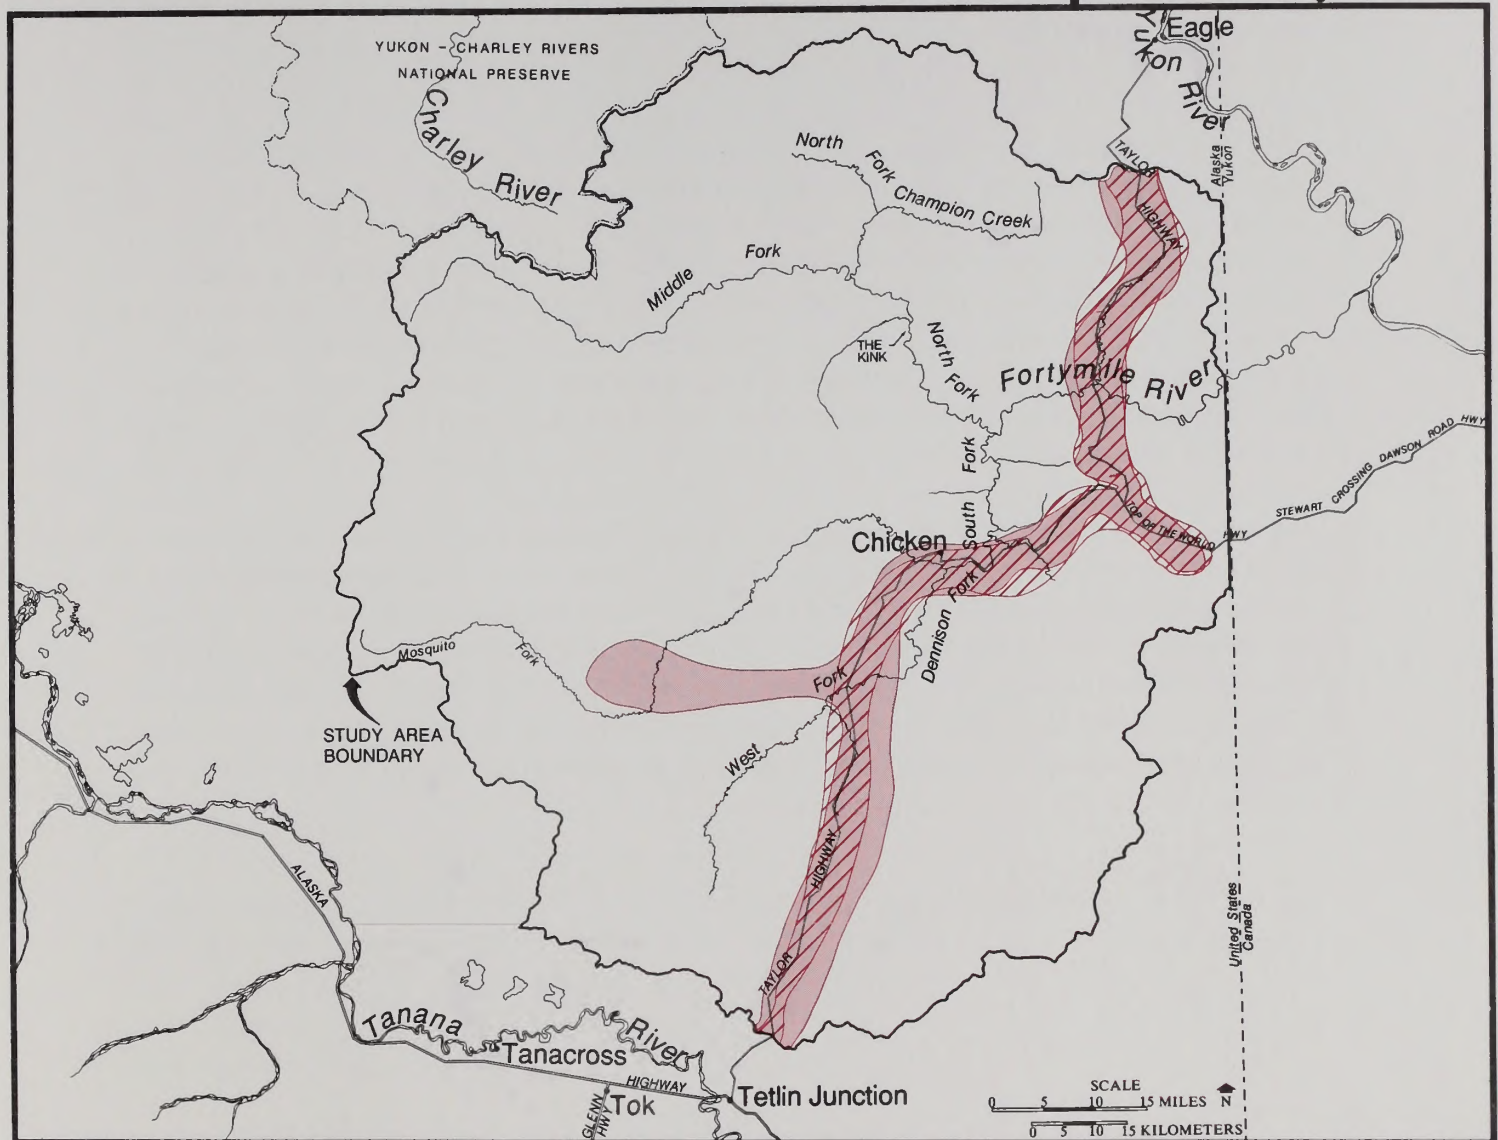 Eagle
Yukon
River
YUKON - CHARLEY RIVERS
NATIONAL PRESERVE
Charley River
TAYLOR
HIGHWAY
Alaska
Yukon
North Fork
Champion Creek
Middle Fork
THE
KINK
North Fork
Fortymile River
South Fork
STEWART CROSSING DAWSON ROAD HWY
TOP OF THE WORLD HWY
Chicken
Dennison Fork
Mosquito Fork
West Fork
STUDY AREA
BOUNDARY
HIGHWAY
TAYLOR
ALASKA
United States
Canada
Tanana River
Tanacross
HIGHWAY
Tok
GLENN
HWY
Tetlin Junction
SCALE
0 5 10 15 MILES N
0 5 10 15 KILOMETERS